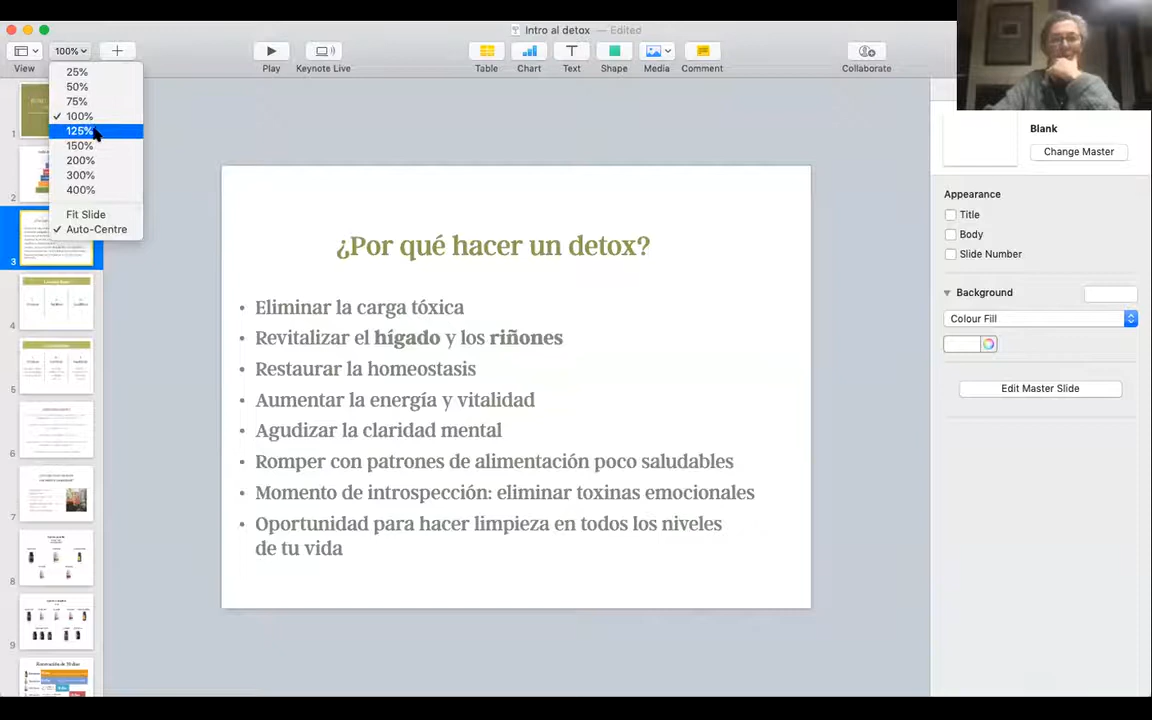 Intro al detox — Edited
100%
View
Play
Keynote Live
Table
Chart
Text
Shape
Media
Comment
Collaborate
25%
50%
75%
✓ 100%
125%
150%
200%
300%
400%
Fit Slide
✓ Auto-Centre
1
2
3
4
5
6
7
8
9
¿Por qué hacer un detox?
• Eliminar la carga tóxica
• Revitalizar el hígado y los riñones
• Restaurar la homeostasis
• Aumentar la energía y vitalidad
• Agudizar la claridad mental
• Romper con patrones de alimentación poco saludables
• Momento de introspección: eliminar toxinas emocionales
• Oportunidad para hacer limpieza en todos los niveles
de tu vida
Blank
Change Master
Appearance
Title
Body
Slide Number
Background
Colour Fill
Edit Master Slide